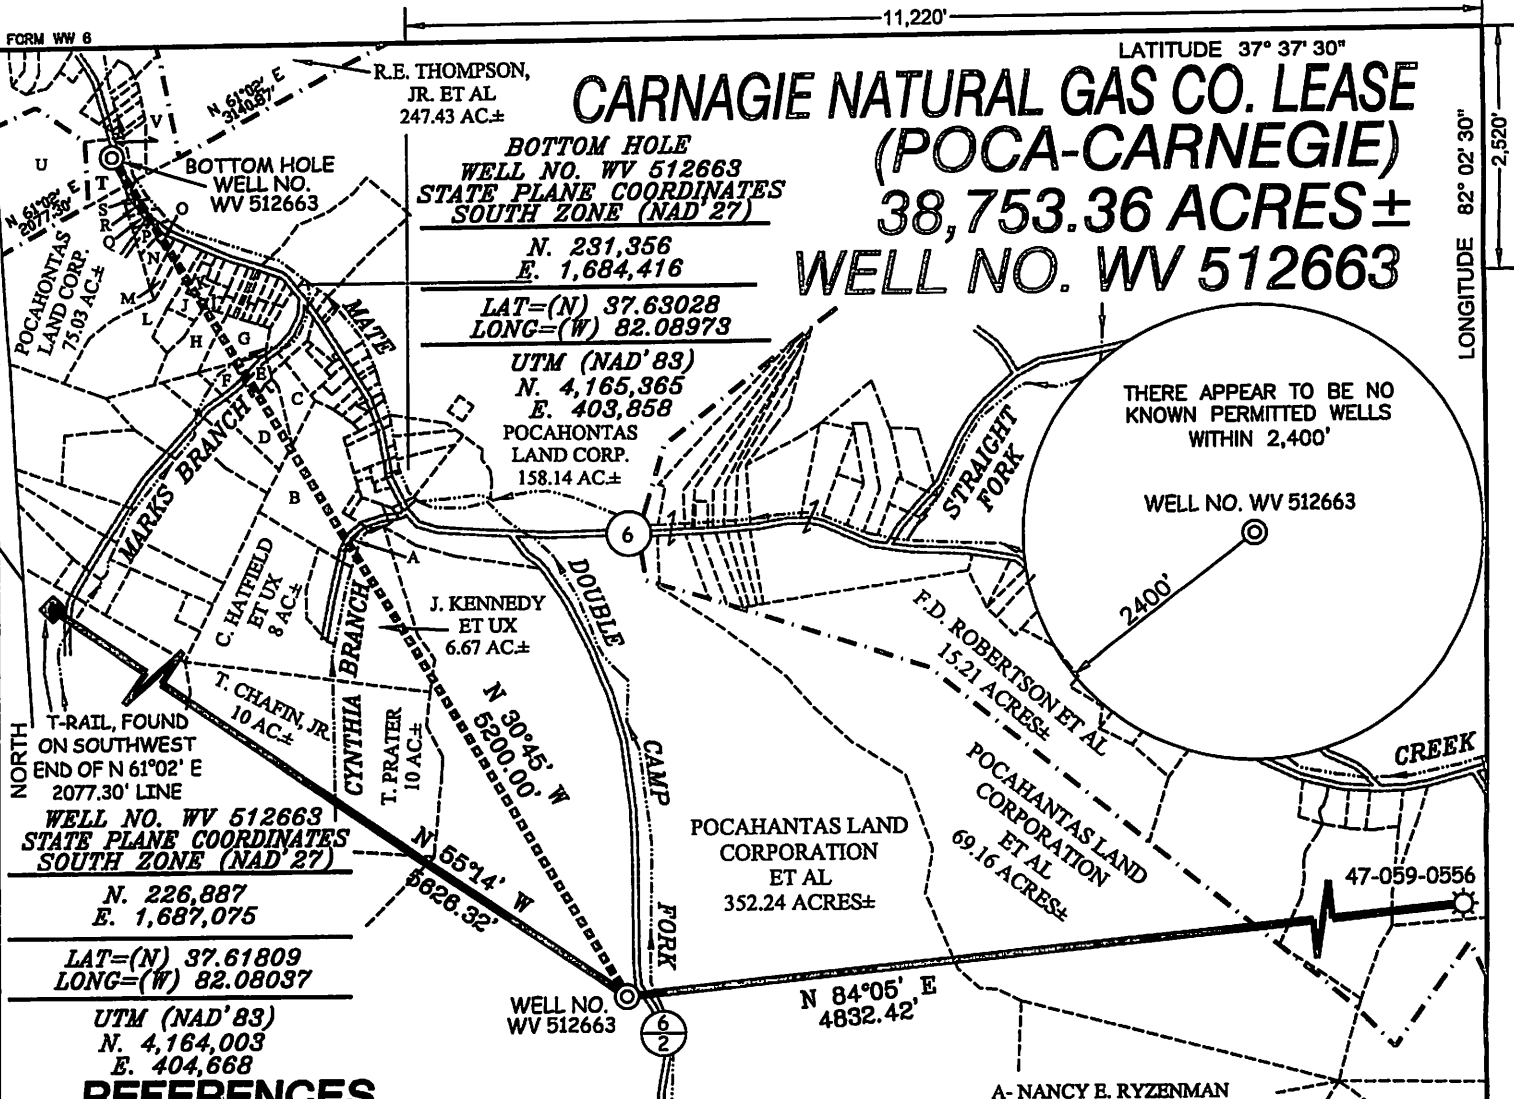 FORM WW 6
11,220'
LATITUDE 37° 37' 30"
LONGITUDE 82° 02' 30"
2,520'
CARNAGIE NATURAL GAS CO. LEASE
(POCA-CARNEGIE)
38,753.36 ACRES±
WELL NO. WV 512663
N 61°02' E
3140.87'
R.E. THOMPSON,
JR. ET AL
247.43 AC.±
BOTTOM HOLE
WELL NO. WV 512663
STATE PLANE COORDINATES
SOUTH ZONE (NAD'27)
N. 231,356
E. 1,684,416
LAT=(N) 37.63028
LONG=(W) 82.08973
UTM (NAD'83)
N. 4,165,365
E. 403,858
POCAHONTAS
LAND CORP.
158.14 AC.±
BOTTOM HOLE
WELL NO.
WV 512663
V
U
T
S
R
Q
O
P
N
M
L
J
I
H
G
F
E
C
D
B
A
N 61°02' E
2077.30'
POCAHONTAS
LAND CORP.
75.03 AC.±
MATE
MARKS BRANCH
C. HATFIELD
ET UX
8 AC.±
J. KENNEDY
ET UX
6.67 AC.±
CYNTHIA BRANCH
T. CHAFIN, JR.
10 AC.±
T. PRATER
10 AC.±
N 30°45' W
5200.00'
DOUBLE
CAMP
FORK
6
STRAIGHT
FORK
THERE APPEAR TO BE NO
KNOWN PERMITTED WELLS
WITHIN 2,400'
WELL NO. WV 512663
2400'
F.D. ROBERTSON ET AL
15.21 ACRES±
POCAHANTAS LAND
CORPORATION
ET AL
69.16 ACRES±
POCAHANTAS LAND
CORPORATION
ET AL
352.24 ACRES±
CREEK
47-059-0556
N 84°05' E
4832.42'
N 55°14' W
5626.32'
WELL NO.
WV 512663
6
2
NORTH
T-RAIL, FOUND
ON SOUTHWEST
END OF N 61°02' E
2077.30' LINE
WELL NO. WV 512663
STATE PLANE COORDINATES
SOUTH ZONE (NAD'27)
N. 226,887
E. 1,687,075
LAT=(N) 37.61809
LONG=(W) 82.08037
UTM (NAD'83)
N. 4,164,003
E. 404,668
REFERENCES
A- NANCY E. RYZENMAN